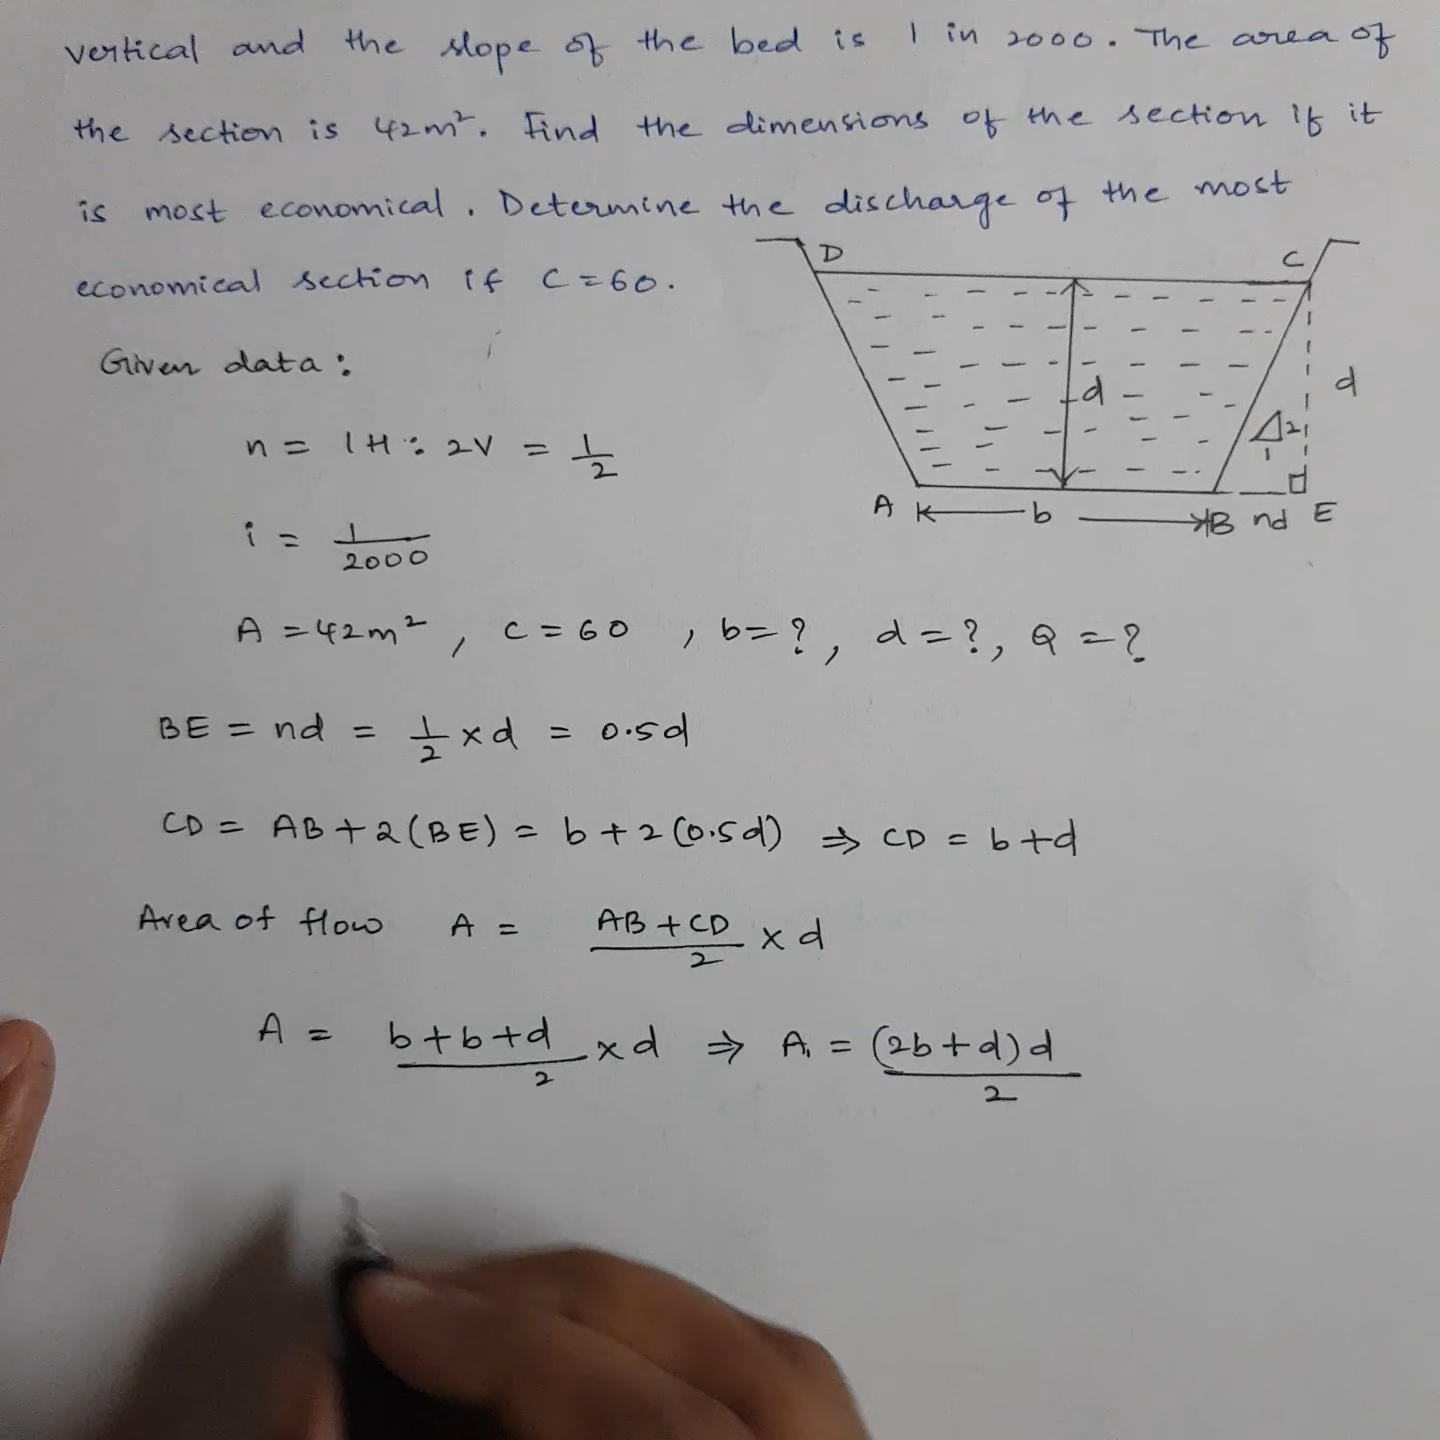 vertical and the slope of the bed is 1 in 2000. The area of
the section is 42m². Find the dimensions of the section if it
is most economical. Determine the discharge of the most
economical section if C=60.
D
C
d
d
2
1
A
b
B
nd
E
Given data:
n = 1H : 2V = 1/2
i = 1/2000
A = 42m², C = 60, b = ?, d = ?, Q = ?
BE = nd = 1/2 × d = 0.5d
CD = AB + 2(BE) = b + 2(0.5d) ⇒ CD = b+d
Area of flow A = (AB + CD)/2 × d
A = (b+b+d)/2 × d ⇒ A = (2b+d)d/2